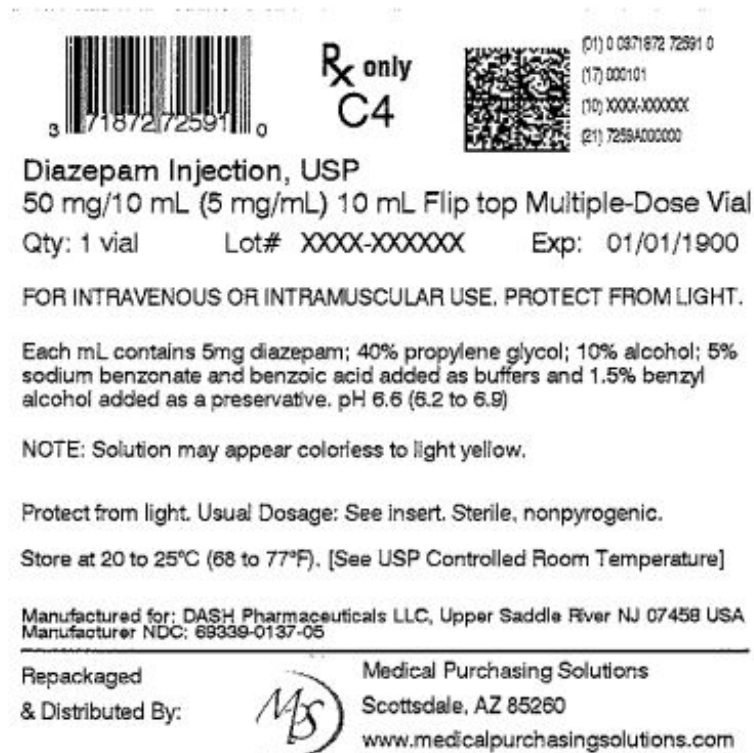 Rx only
C4
(01) 0 0371872 72591 0
(17) 000101
(10) XXXX-XXXXXX
(21) 7259A000000
3 71872 72591 0
Diazepam Injection, USP
50 mg/10 mL (5 mg/mL) 10 mL Flip top Multiple-Dose Vial
Qty: 1 vial Lot# XXXX-XXXXXX Exp: 01/01/1900
FOR INTRAVENOUS OR INTRAMUSCULAR USE. PROTECT FROM LIGHT.
Each mL contains 5mg diazepam; 40% propylene glycol; 10% alcohol; 5%
sodium benzonate and benzoic acid added as buffers and 1.5% benzyl
alcohol added as a preservative. pH 6.6 (6.2 to 6.9)
NOTE: Solution may appear colorless to light yellow.
Protect from light. Usual Dosage: See insert. Sterile, nonpyrogenic.
Store at 20 to 25°C (68 to 77°F). [See USP Controlled Room Temperature]
Manufactured for: DASH Pharmaceuticals LLC, Upper Saddle River NJ 07458 USA
Manufacturer NDC: 69339-0137-05
Repackaged
& Distributed By:
MPS
Medical Purchasing Solutions
Scottsdale, AZ 85260
www.medicalpurchasingsolutions.com